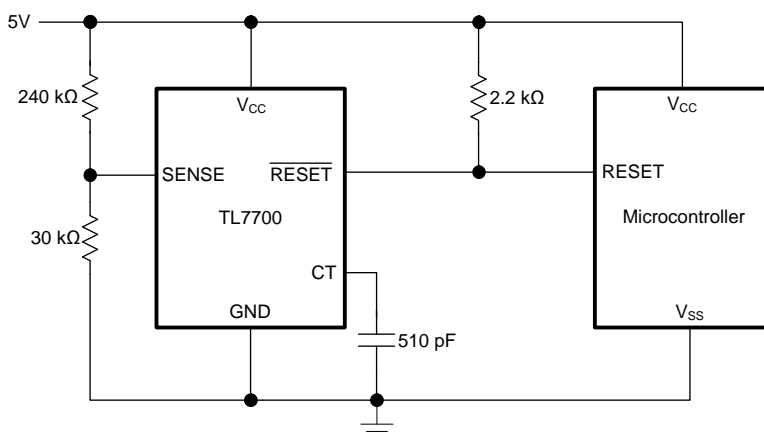 5V
240 kΩ
2.2 kΩ
VCC
VCC
SENSE
RESET
RESET
TL7700
Microcontroller
30 kΩ
CT
GND
VSS
510 pF